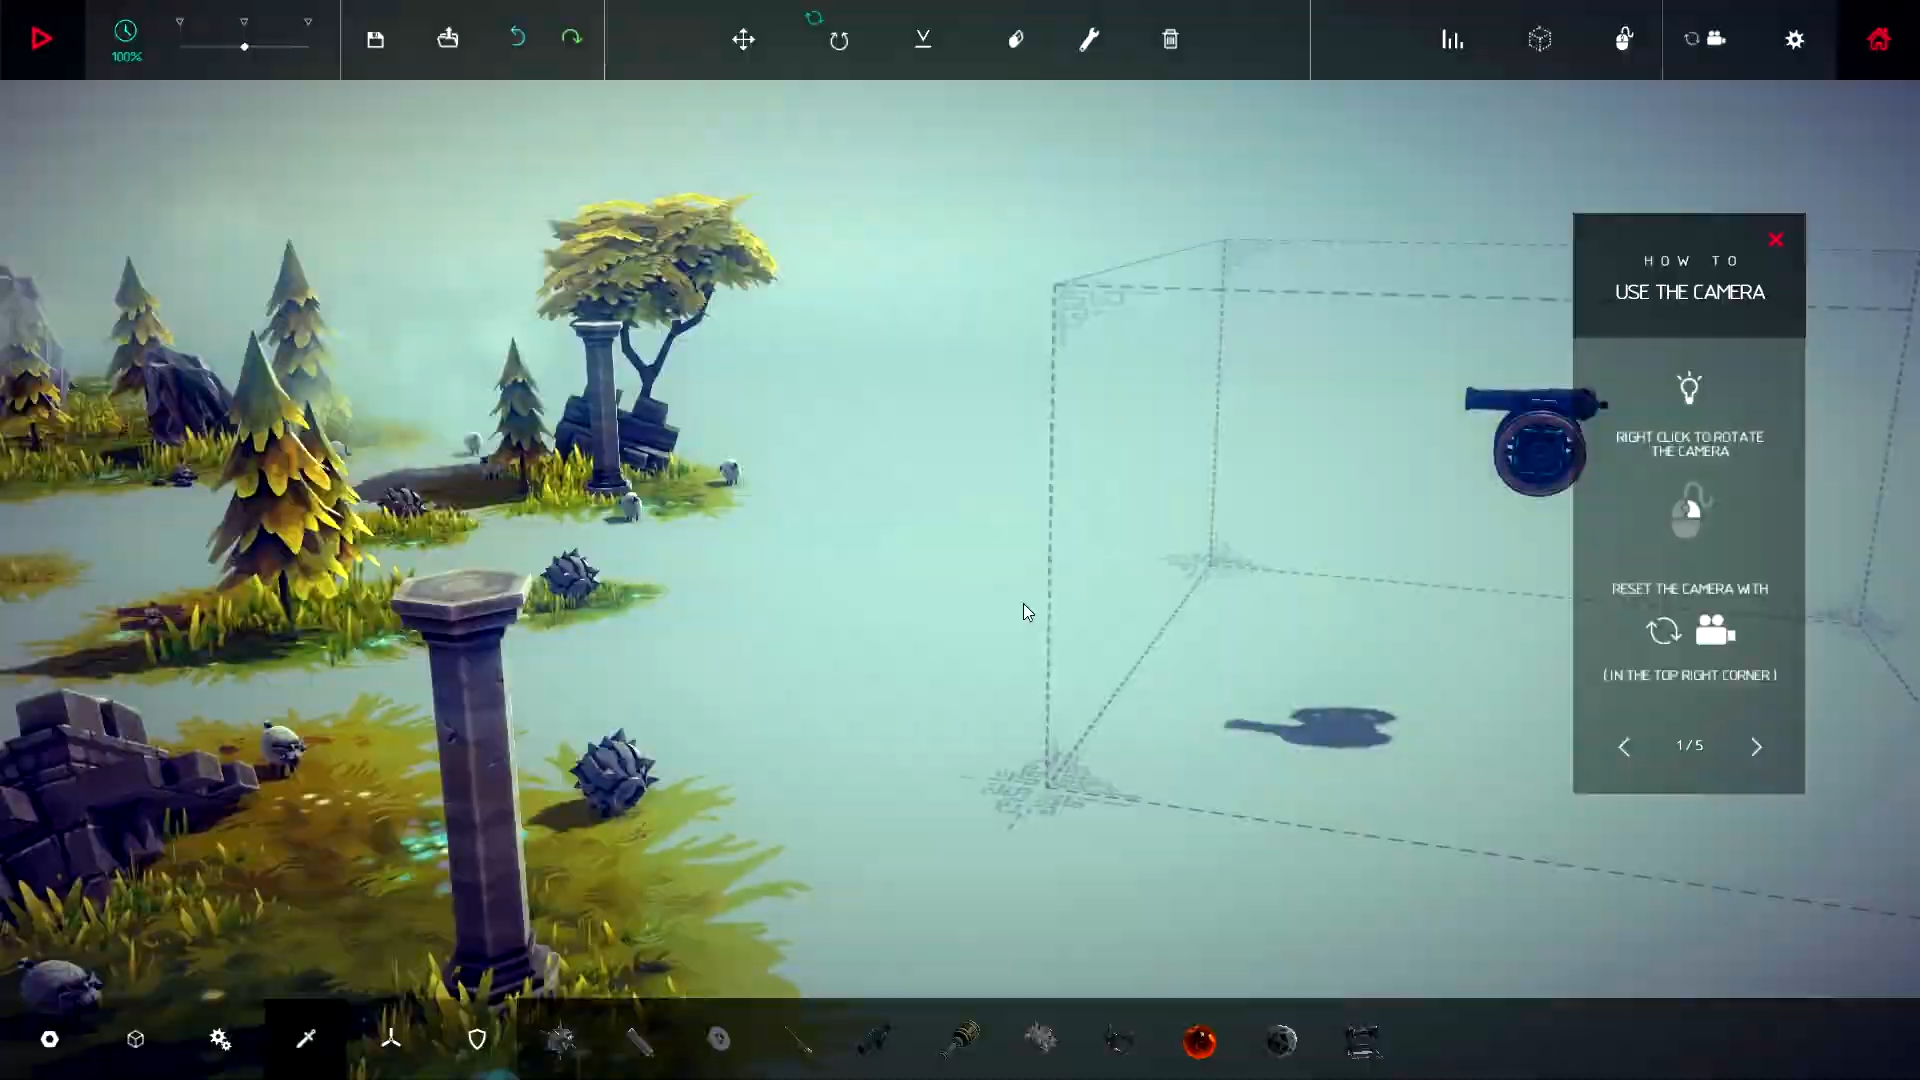 100%
HOW TO
USE THE CAMERA
RIGHT CLICK TO ROTATE
THE CAMERA
RESET THE CAMERA WITH
(IN THE TOP RIGHT CORNER)
1/5